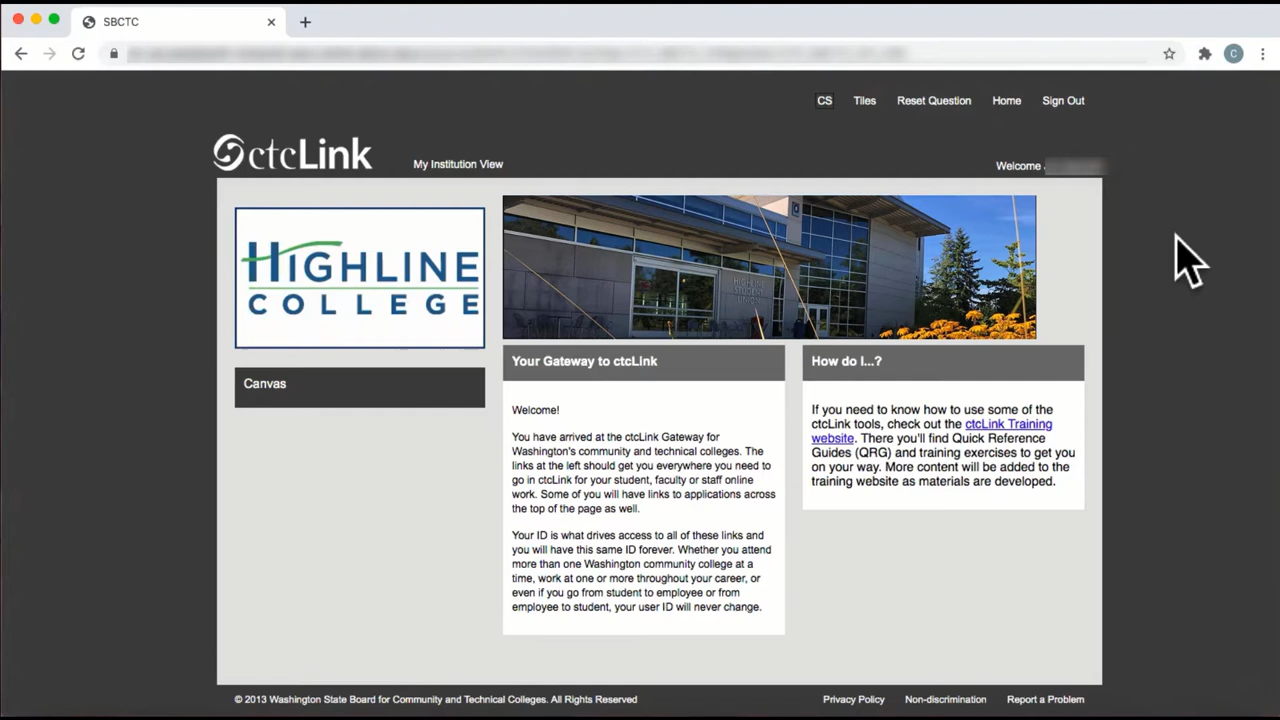 SBCTC
C
CS Tiles Reset Question Home Sign Out
ctcLink My Institution View Welcome
HIGHLINE
COLLEGE
HIGHLINE
STUDENT
UNION
Canvas
Your Gateway to ctcLink
Welcome!
You have arrived at the ctcLink Gateway for
Washington's community and technical colleges. The
links at the left should get you everywhere you need to
go in ctcLink for your student, faculty or staff online
work. Some of you will have links to applications across
the top of the page as well.
Your ID is what drives access to all of these links and
you will have this same ID forever. Whether you attend
more than one Washington community college at a
time, work at one or more throughout your career, or
even if you go from student to employee or from
employee to student, your user ID will never change.
How do I...?
If you need to know how to use some of the
ctcLink tools, check out the ctcLink Training
website. There you'll find Quick Reference
Guides (QRG) and training exercises to get you
on your way. More content will be added to the
training website as materials are developed.
© 2013 Washington State Board for Community and Technical Colleges. All Rights Reserved
Privacy Policy Non-discrimination Report a Problem